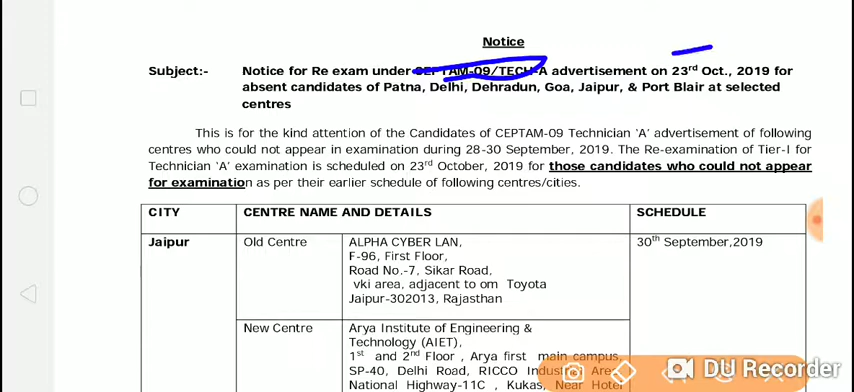 Notice
Subject:- Notice for Re exam under CEPTAM-09/TECH-A advertisement on 23rd Oct., 2019 for
absent candidates of Patna, Delhi, Dehradun, Goa, Jaipur, & Port Blair at selected
centres
This is for the kind attention of the Candidates of CEPTAM-09 Technician ‘A’ advertisement of following
centres who could not appear in examination during 28-30 September, 2019. The Re-examination of Tier-I for
Technician ‘A’ examination is scheduled on 23rd October, 2019 for those candidates who could not appear
for examination as per their earlier schedule of following centres/cities.
CITY CENTRE NAME AND DETAILS SCHEDULE
Jaipur Old Centre ALPHA CYBER LAN, 30th September,2019
F-96, First Floor,
Road No.-7, Sikar Road,
vki area, adjacent to om Toyota
Jaipur-302013, Rajasthan
New Centre Arya Institute of Engineering &
Technology (AIET),
1st and 2nd Floor , Arya first main campus,
SP-40, Delhi Road, RICCO Industrial Area
National Highway-11C , Kukas, Near Hotel
DU Recorder